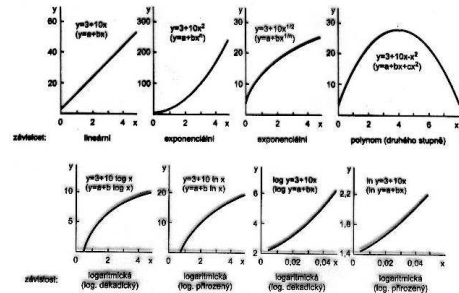 y
y=3+10x
(y=a+bx)
60
40
20
0 2 4 x
y
y=3+10x²
(y=a+bxⁿ)
300
200
100
0 2 4 x
y
y=3+10x^1/2
(y=a+bx^1/n)
6
4
2
0 2 4 x
y
y=3+10x-x²
(y=a+bx+cx²)
30
20
10
0 2 4 6 x
závislost: lineární exponenciální exponenciální polynom (druhého stupně)
y
y=3+10 log x
(y=a+b log x)
10
5
0 2 4 x
y
y=3+10 ln x
(y=a+b ln x)
20
10
0 2 4 x
y
log y=3+10x
(log y=a+bx)
6
4
2
0 0,02 0,04 x
y
ln y=3+10x
(ln y=a+bx)
2,2
1,8
1,4
0 0,02 0,04 x
závislost: logaritmická logaritmická logaritmická logaritmická
(log. dekadický) (log. přirozený) (log. dekadický) (log. přirozený)